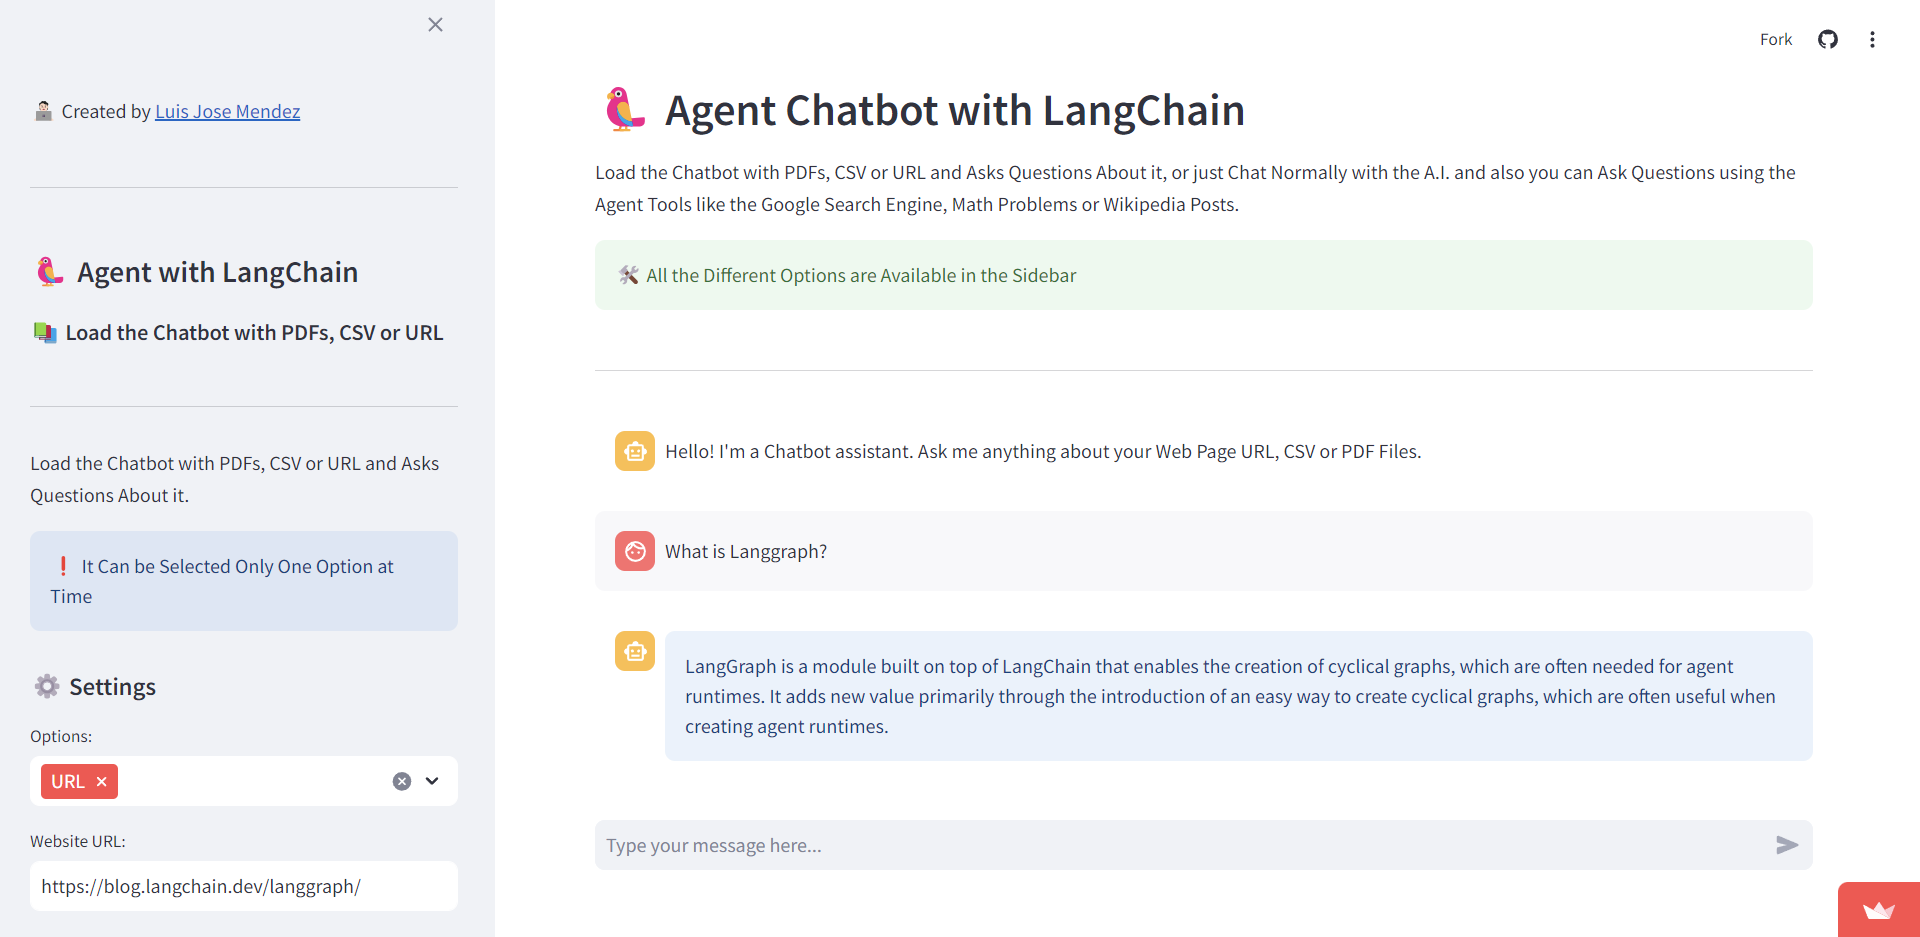 Created by Luis Jose Mendez
Agent with LangChain
Load the Chatbot with PDFs, CSV or URL
Load the Chatbot with PDFs, CSV or URL and Asks
Questions About it.
❗ It Can be Selected Only One Option at
Time
Settings
Options:
URL
Website URL:
https://blog.langchain.dev/langgraph/
Fork
Agent Chatbot with LangChain
Load the Chatbot with PDFs, CSV or URL and Asks Questions About it, or just Chat Normally with the A.I. and also you can Ask Questions using the
Agent Tools like the Google Search Engine, Math Problems or Wikipedia Posts.
All the Different Options are Available in the Sidebar
Hello! I'm a Chatbot assistant. Ask me anything about your Web Page URL, CSV or PDF Files.
What is Langgraph?
LangGraph is a module built on top of LangChain that enables the creation of cyclical graphs, which are often needed for agent
runtimes. It adds new value primarily through the introduction of an easy way to create cyclical graphs, which are often useful when
creating agent runtimes.
Type your message here...